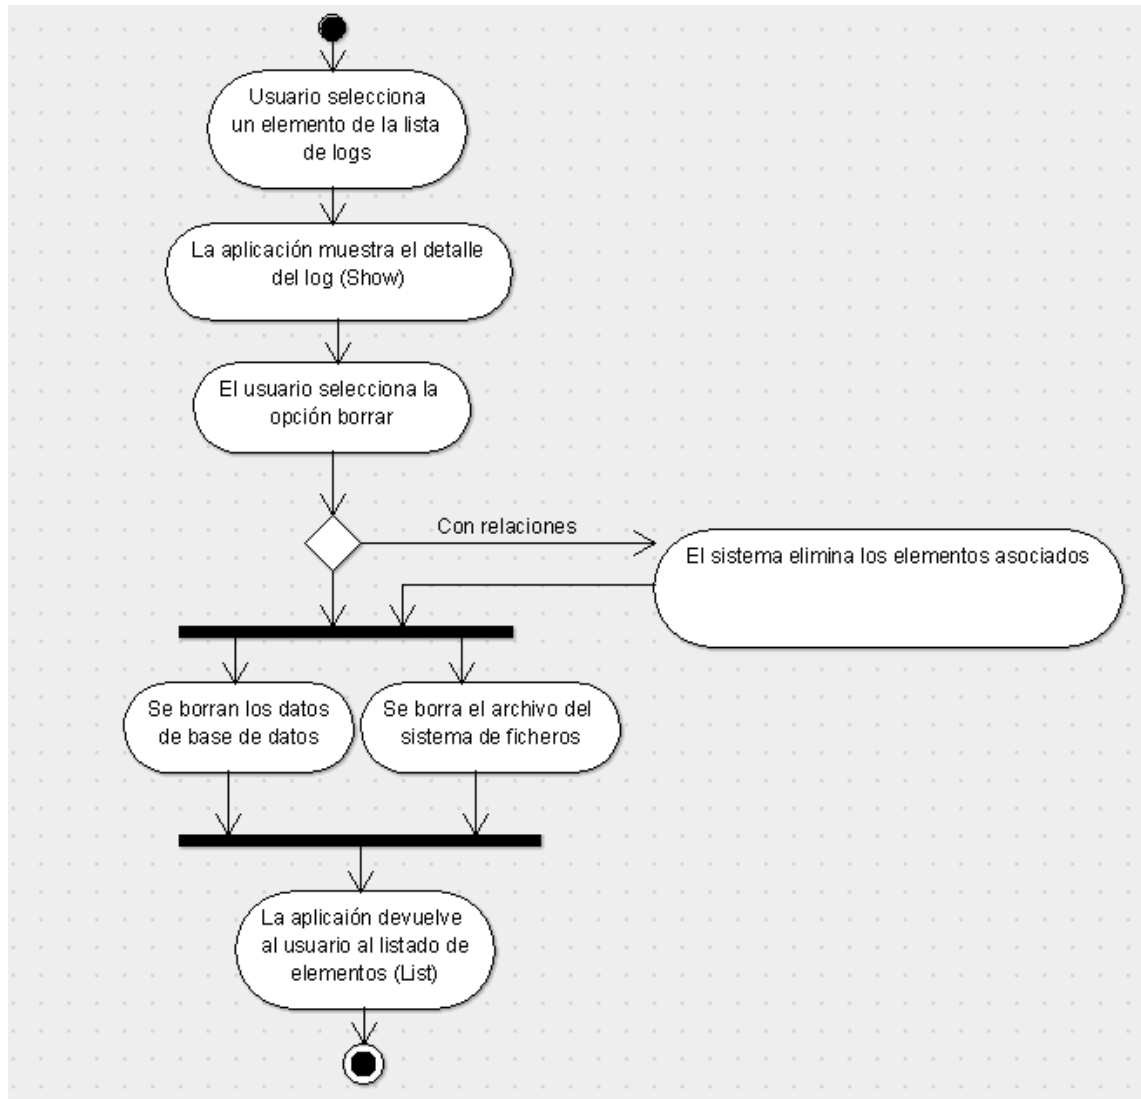 Usuario selecciona
un elemento de la lista
de logs
La aplicación muestra el detalle
del log (Show)
El usuario selecciona la
opción borrar
Con relaciones
El sistema elimina los elementos asociados
Se borran los datos
de base de datos
Se borra el archivo del
sistema de ficheros
La aplicaión devuelve
al usuario al listado de
elementos (List)